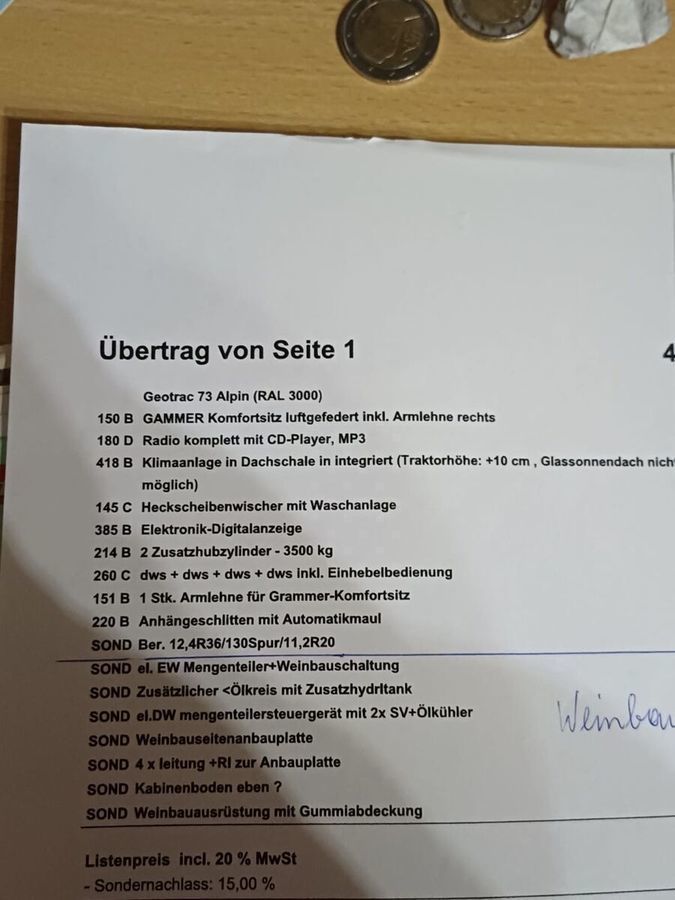 Übertrag von Seite 1 4
Geotrac 73 Alpin (RAL 3000)
150 B GAMMER Komfortsitz luftgefedert inkl. Armlehne rechts
180 D Radio komplett mit CD-Player, MP3
418 B Klimaanlage in Dachschale in integriert (Traktorhöhe: +10 cm , Glassonnendach nich
möglich)
145 C Heckscheibenwischer mit Waschanlage
385 B Elektronik-Digitalanzeige
214 B 2 Zusatzhubzylinder - 3500 kg
260 C dws + dws + dws + dws inkl. Einhebelbedienung
151 B 1 Stk. Armlehne für Grammer-Komfortsitz
220 B Anhängeschlitten mit Automatikmaul
SOND Ber. 12,4R36/130Spur/11,2R20
SOND el. EW Mengenteiler+Weinbauschaltung
SOND Zusätzlicher <Ölkreis mit Zusatzhydrltank
SOND el.DW mengenteilersteuergerät mit 2x SV+Ölkühler
Weinbau
SOND Weinbauseitenanbauplatte
SOND 4 x leitung +Rl zur Anbauplatte
SOND Kabinenboden eben ?
SOND Weinbauausrüstung mit Gummiabdeckung
Listenpreis incl. 20 % MwSt
- Sondernachlass: 15,00 %